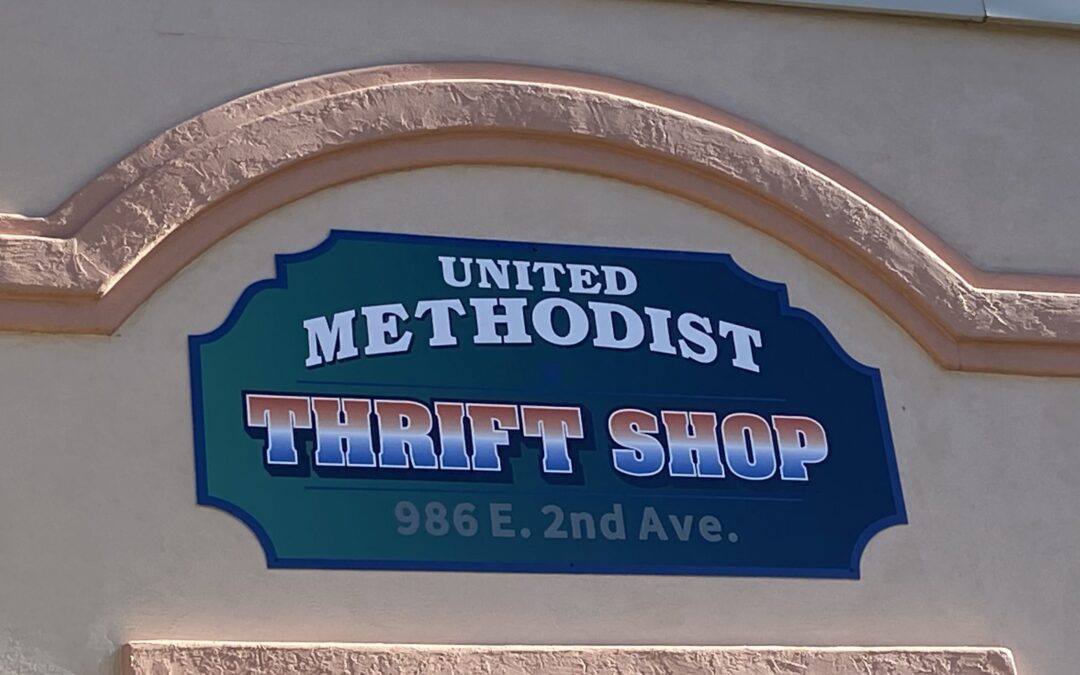 UNITED
METHODIST
THRIFT SHOP
986 E. 2nd Ave.